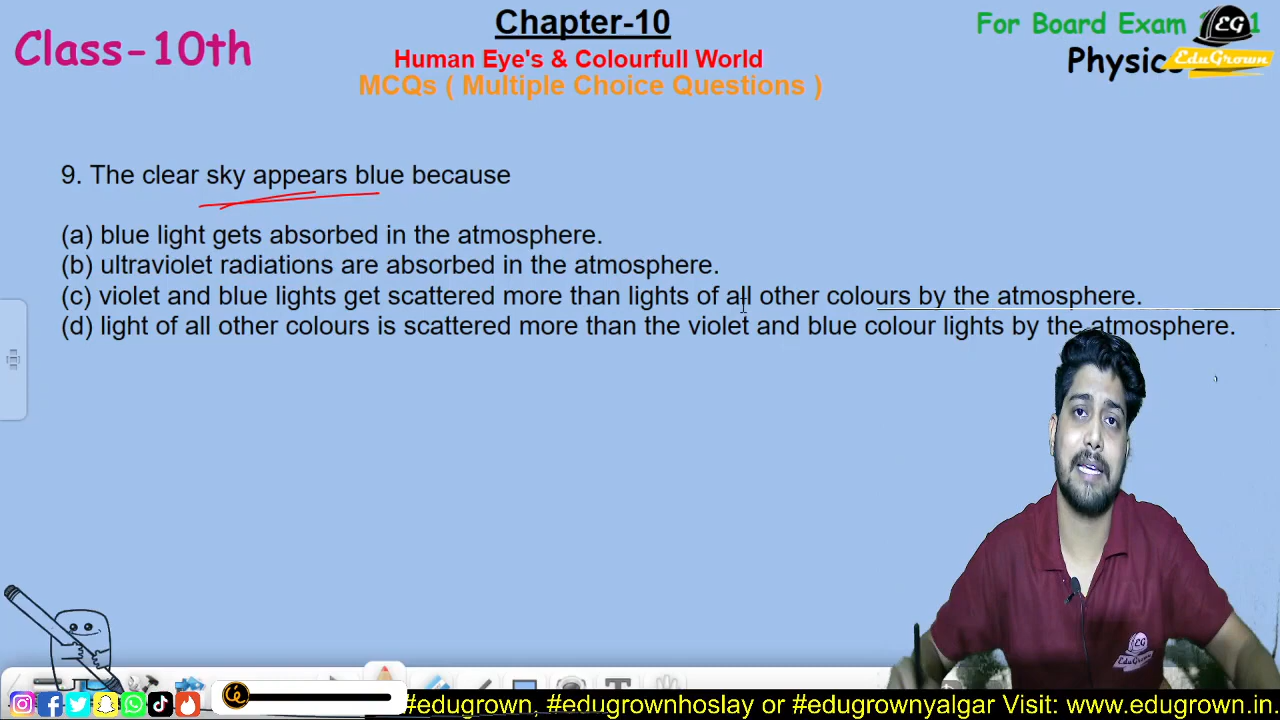 Class-10th
Chapter-10
Human Eye's & Colourfull World
MCQs ( Multiple Choice Questions )
For Board Exam
Physics
EG
EduGrown
9. The clear sky appears blue because
(a) blue light gets absorbed in the atmosphere.
(b) ultraviolet radiations are absorbed in the atmosphere.
(c) violet and blue lights get scattered more than lights of all other colours by the atmosphere.
(d) light of all other colours is scattered more than the violet and blue colour lights by the atmosphere.
EduGrown
#edugrown, #edugrownhoslay or #edugrownyalgar Visit: www.edugrown.in.